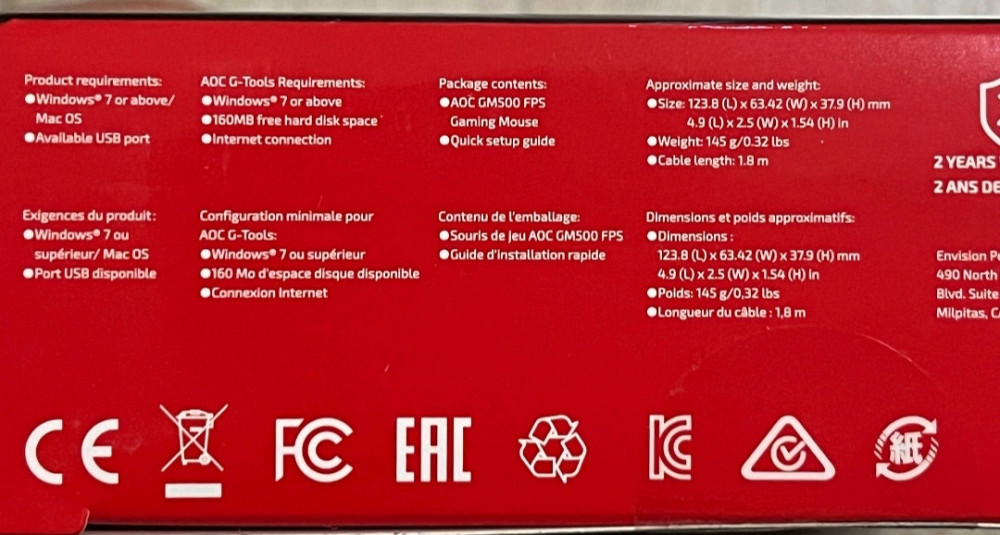 Product requirements:
●Windows® 7 or above/
Mac OS
●Available USB port
AOC G-Tools Requirements:
●Windows® 7 or above
●160MB free hard disk space
●Internet connection
Package contents:
●AOC GM500 FPS
Gaming Mouse
●Quick setup guide
Approximate size and weight:
●Size: 123.8 (L) x 63.42 (W) x 37.9 (H) mm
4.9 (L) x 2.5 (W) x 1.54 (H) in
●Weight: 145 g/0.32 lbs
●Cable length: 1.8 m
2 YEARS
2 ANS DE
Exigences du produit:
●Windows® 7 ou
supérieur/ Mac OS
●Port USB disponible
Configuration minimale pour
AOC G-Tools:
●Windows® 7 ou supérieur
●160 Mo d'espace disque disponible
●Connexion Internet
Contenu de l'emballage:
●Souris de jeu AOC GM500 FPS
●Guide d'installation rapide
Dimensions et poids approximatifs:
●Dimensions :
123.8 (L) x 63.42 (W) x 37.9 (H) mm
4.9 (L) x 2.5 (W) x 1.54 (H) in
●Poids: 145 g/0,32 lbs
●Longueur du câble : 1,8 m
Envision
490 North
Blvd. Suite
Milpitas,
CE
FC
EAC
KC
紙